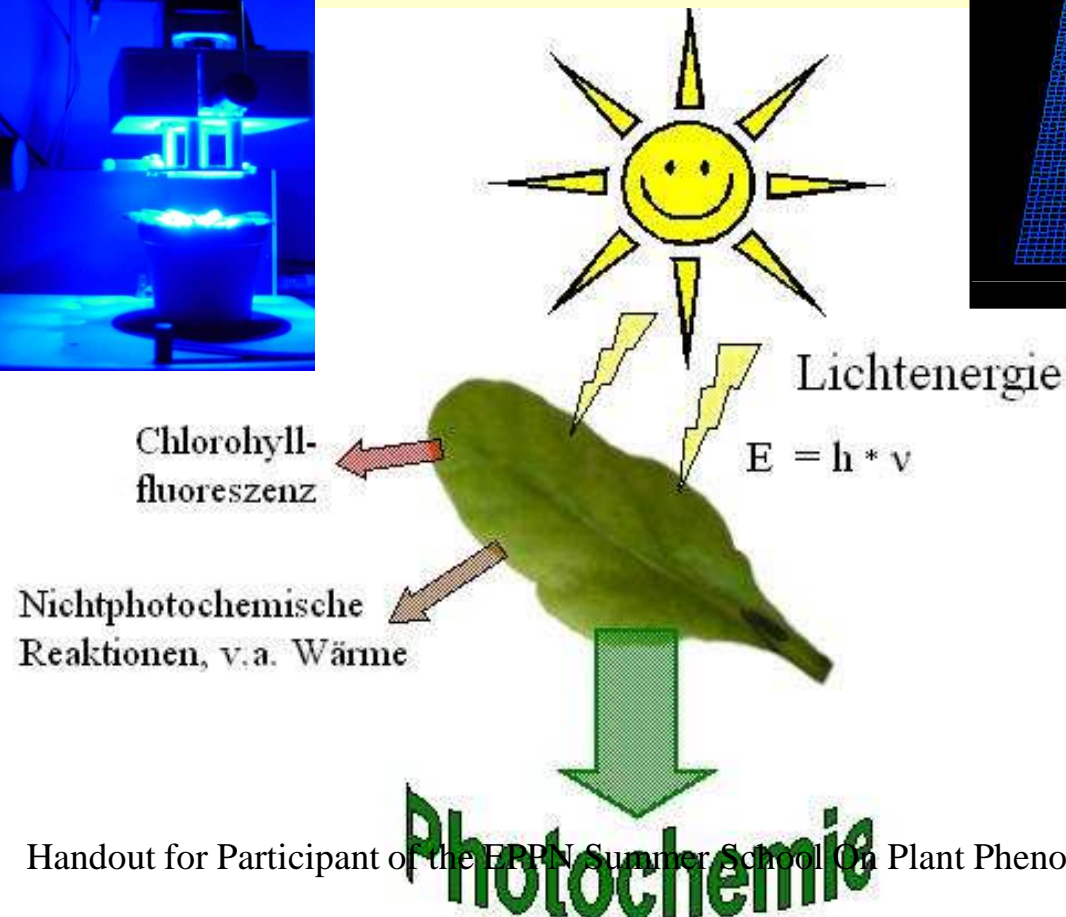 Lichtenergie
E = h * ν
Chlorohyll-
fluoreszenz
Nichtphotochemische
Reaktionen, v.a. Wärme
Photochemie
Handout for Participant of the EPPN Summer School On Plant Pheno